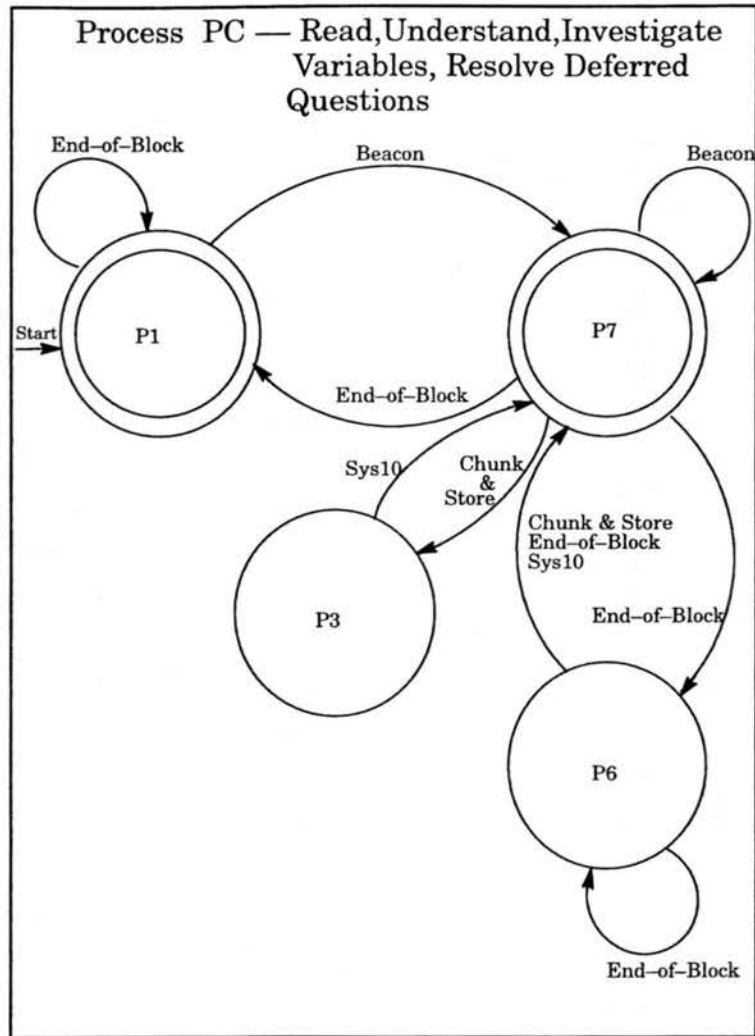 Process PC — Read,Understand,Investigate
Variables, Resolve Deferred
Questions
End–of–Block
Beacon
Beacon
Start
P1
P7
End–of–Block
Sys10
Chunk
&
Store
Chunk & Store
End–of–Block
Sys10
End–of–Block
P3
P6
End–of–Block